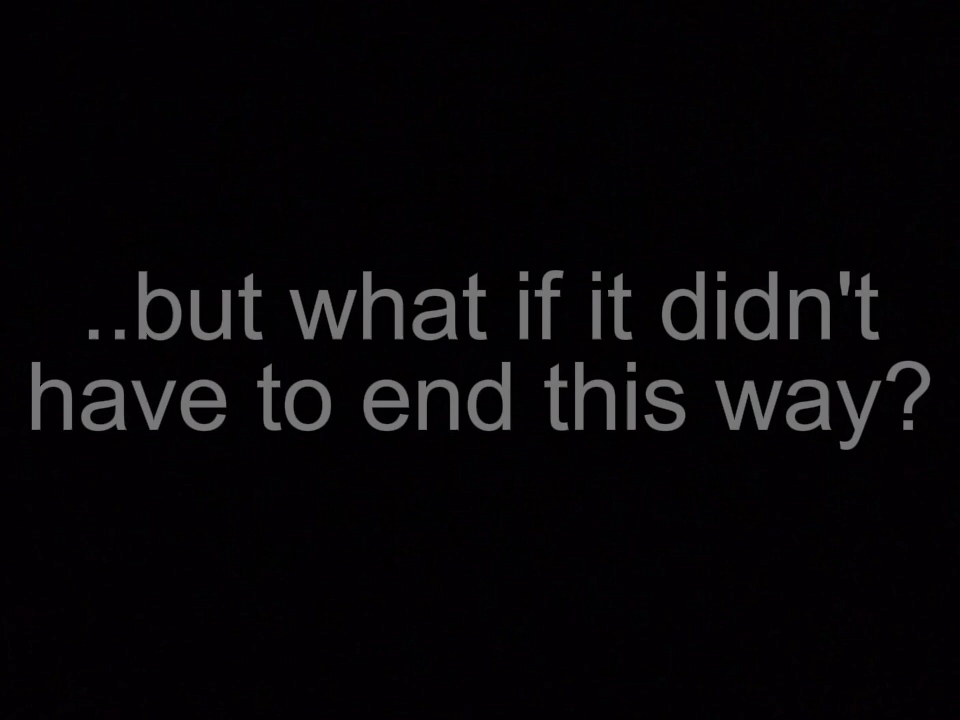 ..but what if it didn't
have to end this way?